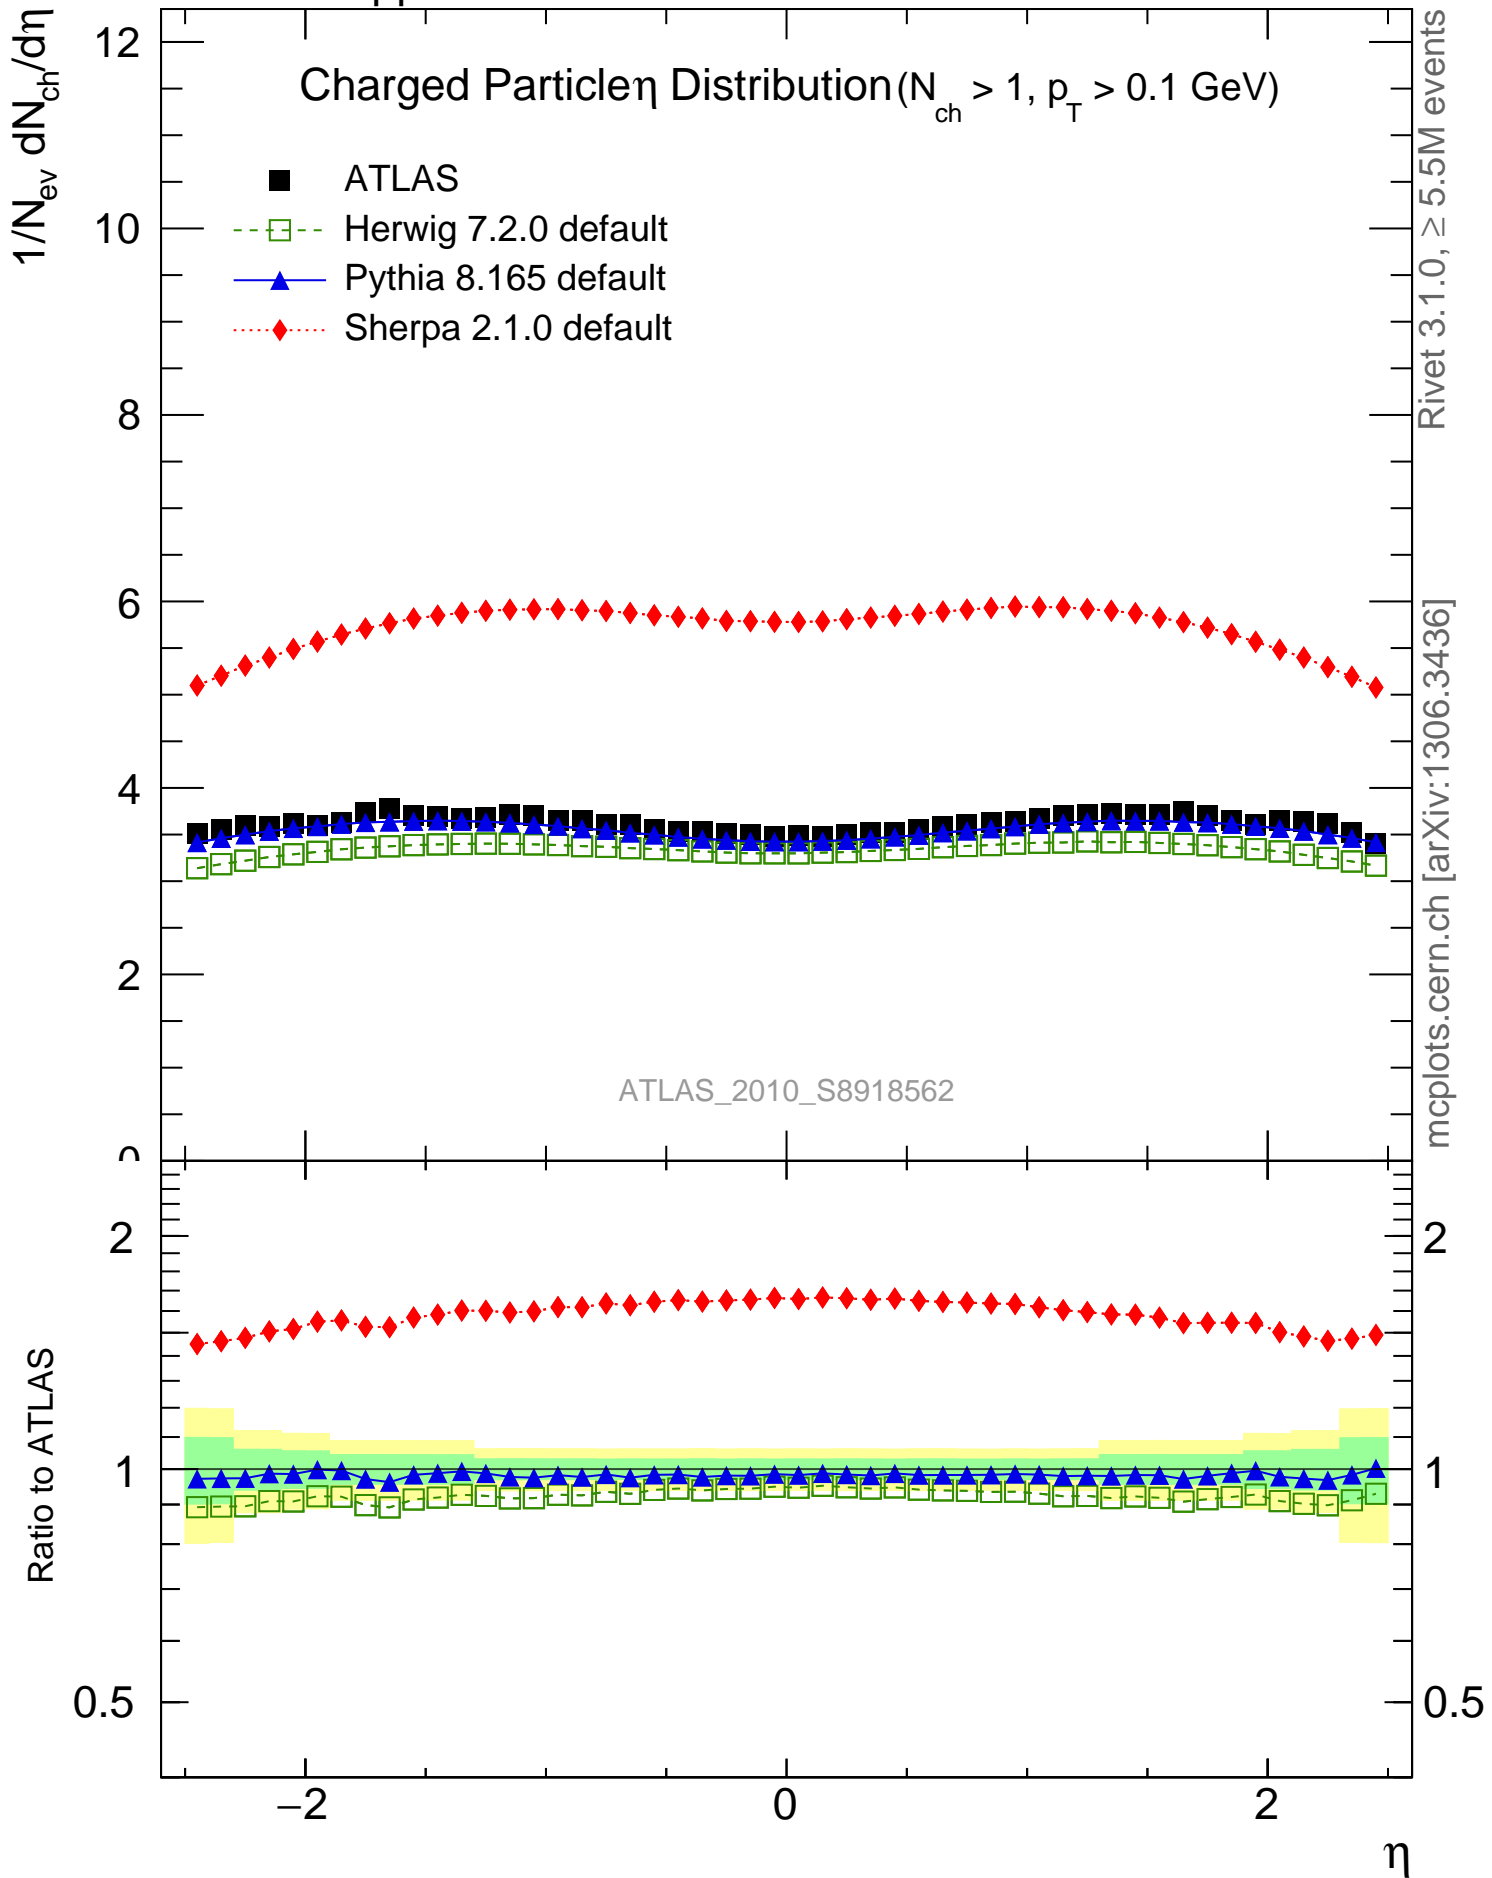 pp
1/N_ev dN_ch/dη
Charged Particleη Distribution (N_ch > 1, p_T > 0.1 GeV)
ATLAS
Herwig 7.2.0 default
Pythia 8.165 default
Sherpa 2.1.0 default
12
10
8
6
4
2
0
ATLAS_2010_S8918562
Rivet 3.1.0, ≥ 5.5M events
mcplots.cern.ch [arXiv:1306.3436]
Ratio to ATLAS
2
1
0.5
2
1
0.5
−2
0
2
η